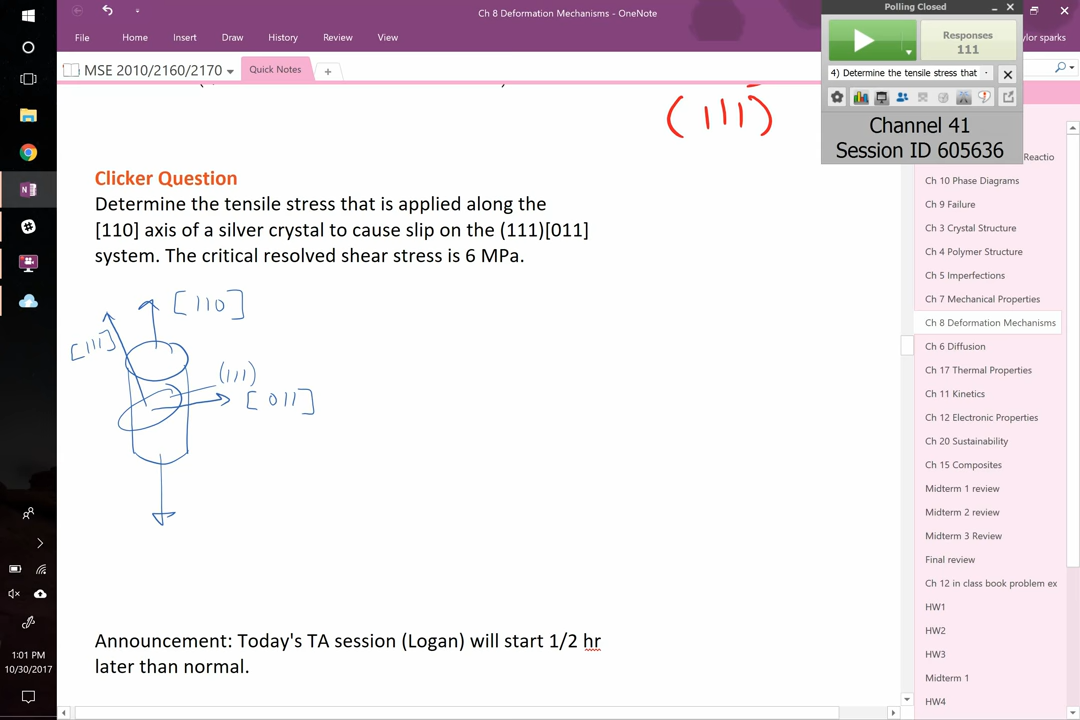 Ch 8 Deformation Mechanisms - OneNote
Polling Closed
File Home Insert Draw History Review View
Responses
111
ylor sparks
MSE 2010/2160/2170
Quick Notes
4) Determine the tensile stress that
(111)
Channel 41
Session ID 605636
Clicker Question
Determine the tensile stress that is applied along the
[110] axis of a silver crystal to cause slip on the (111)[011]
system. The critical resolved shear stress is 6 MPa.
[110]
[111]
(111)
[011]
Announcement: Today's TA session (Logan) will start 1/2 hr
later than normal.
Reactio
Ch 10 Phase Diagrams
Ch 9 Failure
Ch 3 Crystal Structure
Ch 4 Polymer Structure
Ch 5 Imperfections
Ch 7 Mechanical Properties
Ch 8 Deformation Mechanisms
Ch 6 Diffusion
Ch 17 Thermal Properties
Ch 11 Kinetics
Ch 12 Electronic Properties
Ch 20 Sustainability
Ch 15 Composites
Midterm 1 review
Midterm 2 review
Midterm 3 Review
Final review
Ch 12 in class book problem ex
HW1
HW2
HW3
Midterm 1
HW4
1:01 PM
10/30/2017